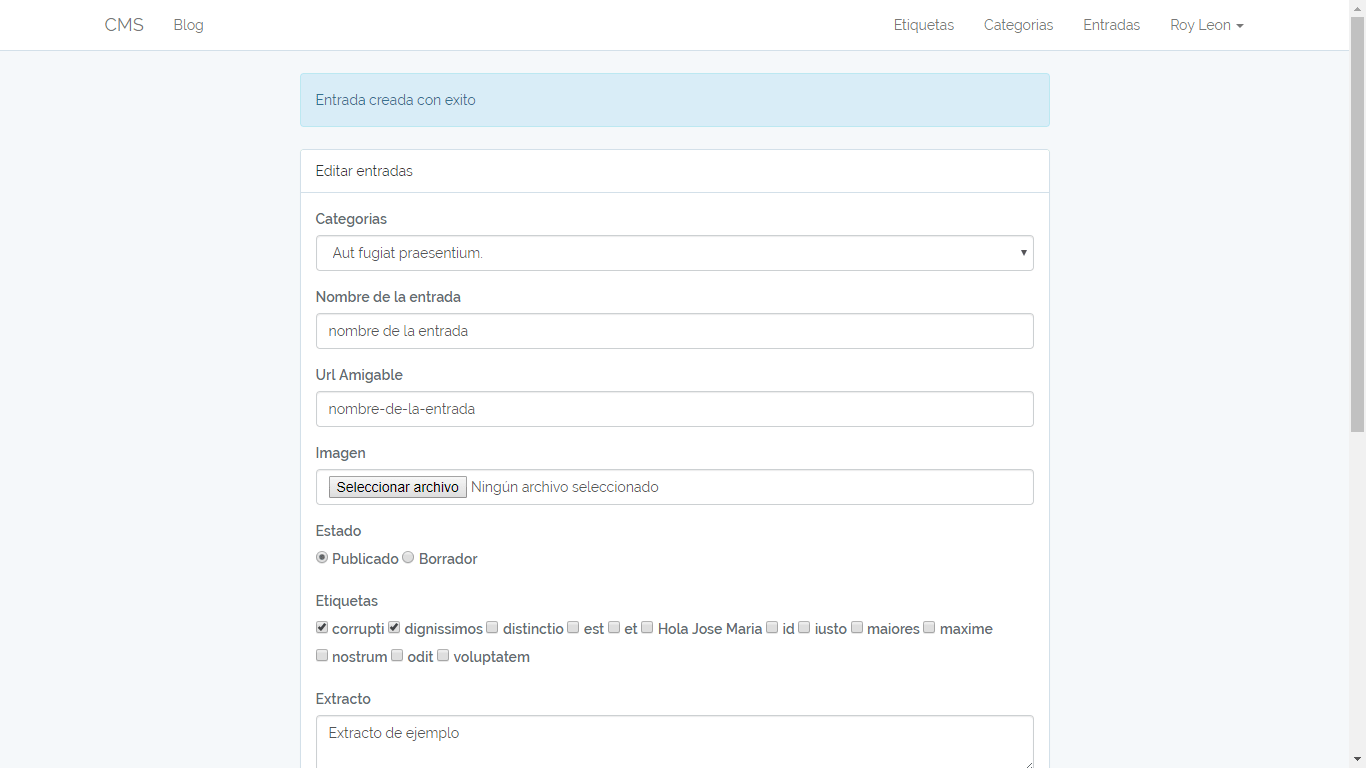 CMS Blog Etiquetas Categorias Entradas Roy Leon
Entrada creada con exito
Editar entradas
Categorias
Aut fugiat praesentium.
Nombre de la entrada
nombre de la entrada
Url Amigable
nombre-de-la-entrada
Imagen
Seleccionar archivo Ningún archivo seleccionado
Estado
Publicado Borrador
Etiquetas
corrupti dignissimos distinctio est et Hola Jose Maria id iusto maiores maxime
nostrum odit voluptatem
Extracto
Extracto de ejemplo